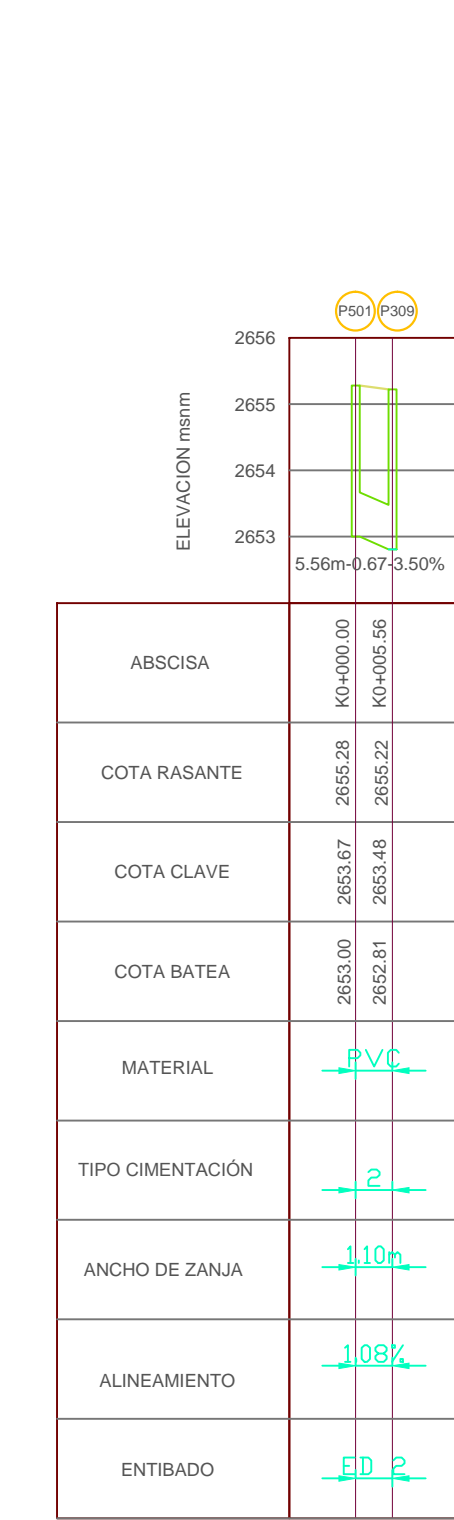 P501 P309
2656
2655
2654
2653
ELEVACION msnm
5.56m-0.67-3.50%
ABSCISA K0+000.00 K0+005.56
COTA RASANTE 2655.28 2655.22
COTA CLAVE 2653.67 2653.48
COTA BATEA 2653.00 2652.81
MATERIAL PVC
TIPO CIMENTACIÓN 2
ANCHO DE ZANJA 1.10m
ALINEAMIENTO 1.08%
ENTIBADO ED 2